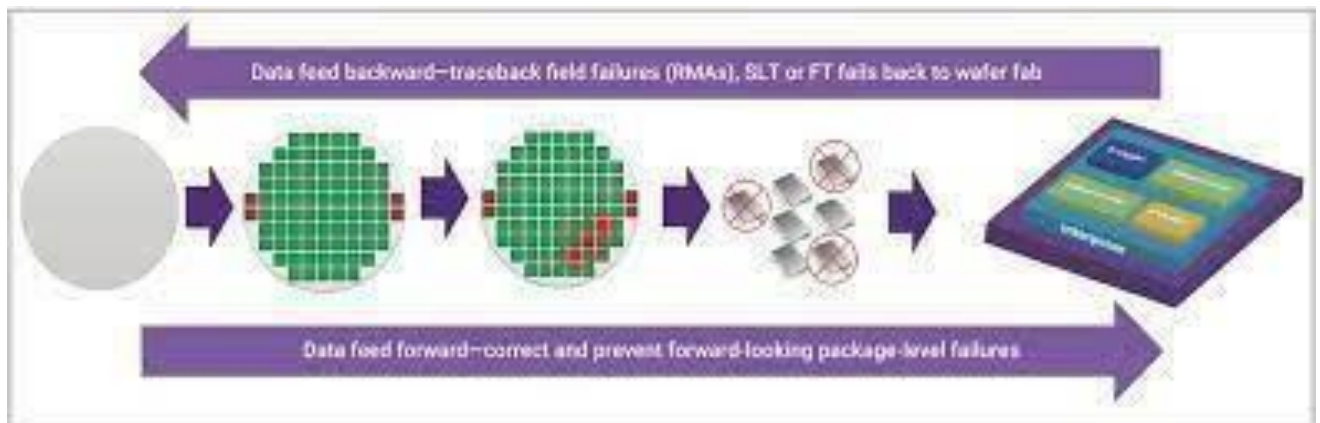 Data feed backward—traceback field failures (RMAs), SLT or FT fails back to wafer fab
Interposer
Data feed forward—correct and prevent forward-looking package-level failures